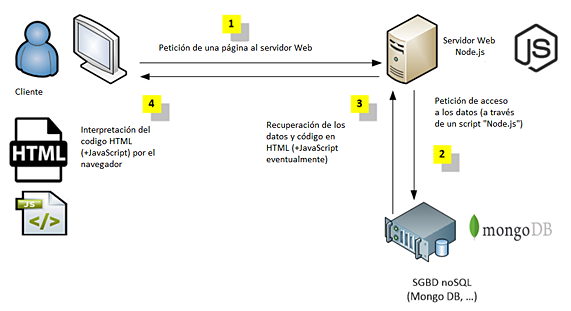 1
Petición de una página al servidor Web
Servidor Web
Node.js
JS
Cliente
4
3
Petición de acceso
a los datos (a través
de un script "Node.js")
Interpretación del
codigo HTML
(+JavaScript) por el
navegador
Recuperación de los
datos y código en
HTML (+JavaScript
eventualmente)
2
HTML
JS
</>
mongoDB
SGBD noSQL
(Mongo DB, ...)